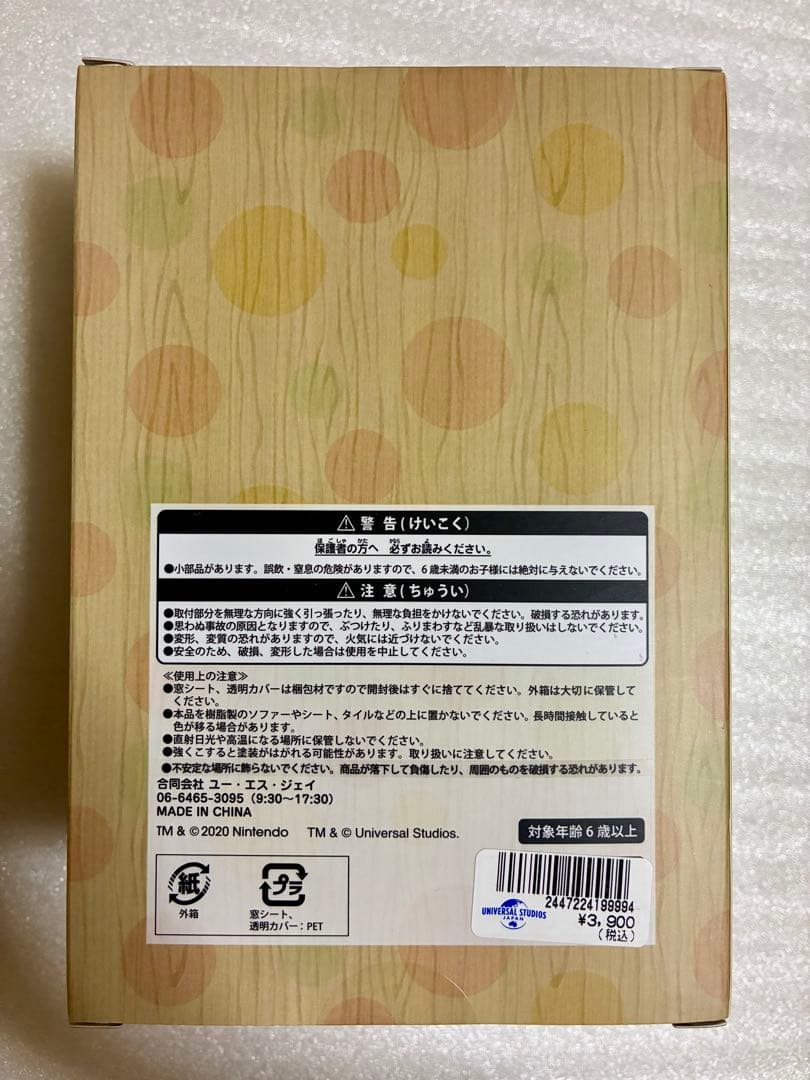 ⚠ 警 告(けいこく)
保護者の方へ 必ずお読みください。
●小部品があります。誤飲・窒息の危険がありますので、6歳未満のお子様には絶対に与えないでください。
⚠ 注 意(ちゅうい)
●取付部分を無理な方向に強く引っ張ったり、無理な負担をかけないでください。破損する恐れがあります。
●思わぬ事故の原因となりますので、ぶつけたり、ふりまわすなど乱暴な取り扱いはしないでください。
●変形、変質の恐れがありますので、火気には近づけないでください。
●安全のため、破損、変形した場合は使用を中止してください。
≪使用上の注意≫
●窓シート、透明カバーは梱包材ですので開封後はすぐに捨ててください。外箱は大切に保管して
ください。
●本品を樹脂製のソファーやシート、タイルなどの上に置かないでください。長時間接触していると
色が移る場合があります。
●直射日光や高温になる場所に保管しないでください。
●強くこすると塗装がはがれる可能性があります。取り扱いに注意してください。
●不安定な場所に飾らないでください。商品が落下して負傷したり、周囲のものを破損する恐れがあります。
合同会社 ユー・エス・ジェイ
06-6465-3095(9:30〜17:30)
MADE IN CHINA
TM & © 2020 Nintendo TM & © Universal Studios.
対象年齢6歳以上
紙
外箱
プラ
窓シート、
透明カバー：PET
2447224199994
UNIVERSAL STUDIOS
JAPAN
¥3,900
(税込)